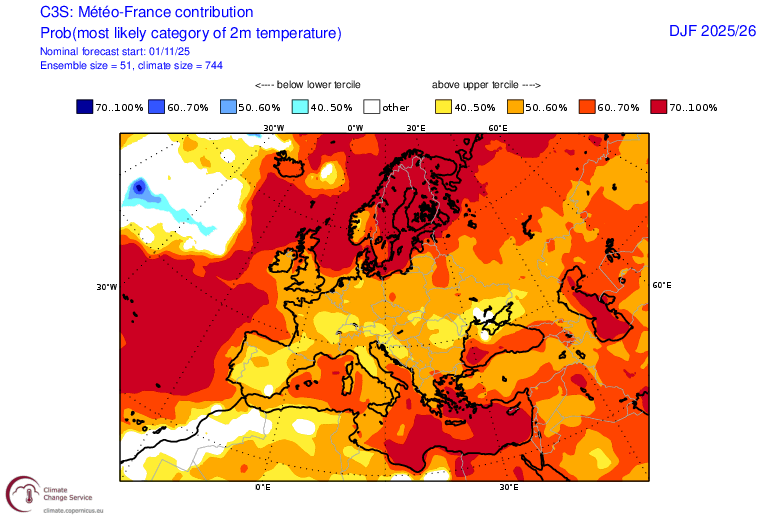 C3S: Météo-France contribution
Prob(most likely category of 2m temperature)
DJF 2025/26
Nominal forecast start: 01/11/25
Ensemble size = 51, climate size = 744
<---- below lower tercile
above upper tercile ---->
70..100%
60..70%
50..60%
40..50%
other
40..50%
50..60%
60..70%
70..100%
30°W
0°W
30°E
60°E
30°W
60°E
0°E
30°E
Climate
Change Service
climate.copernicus.eu